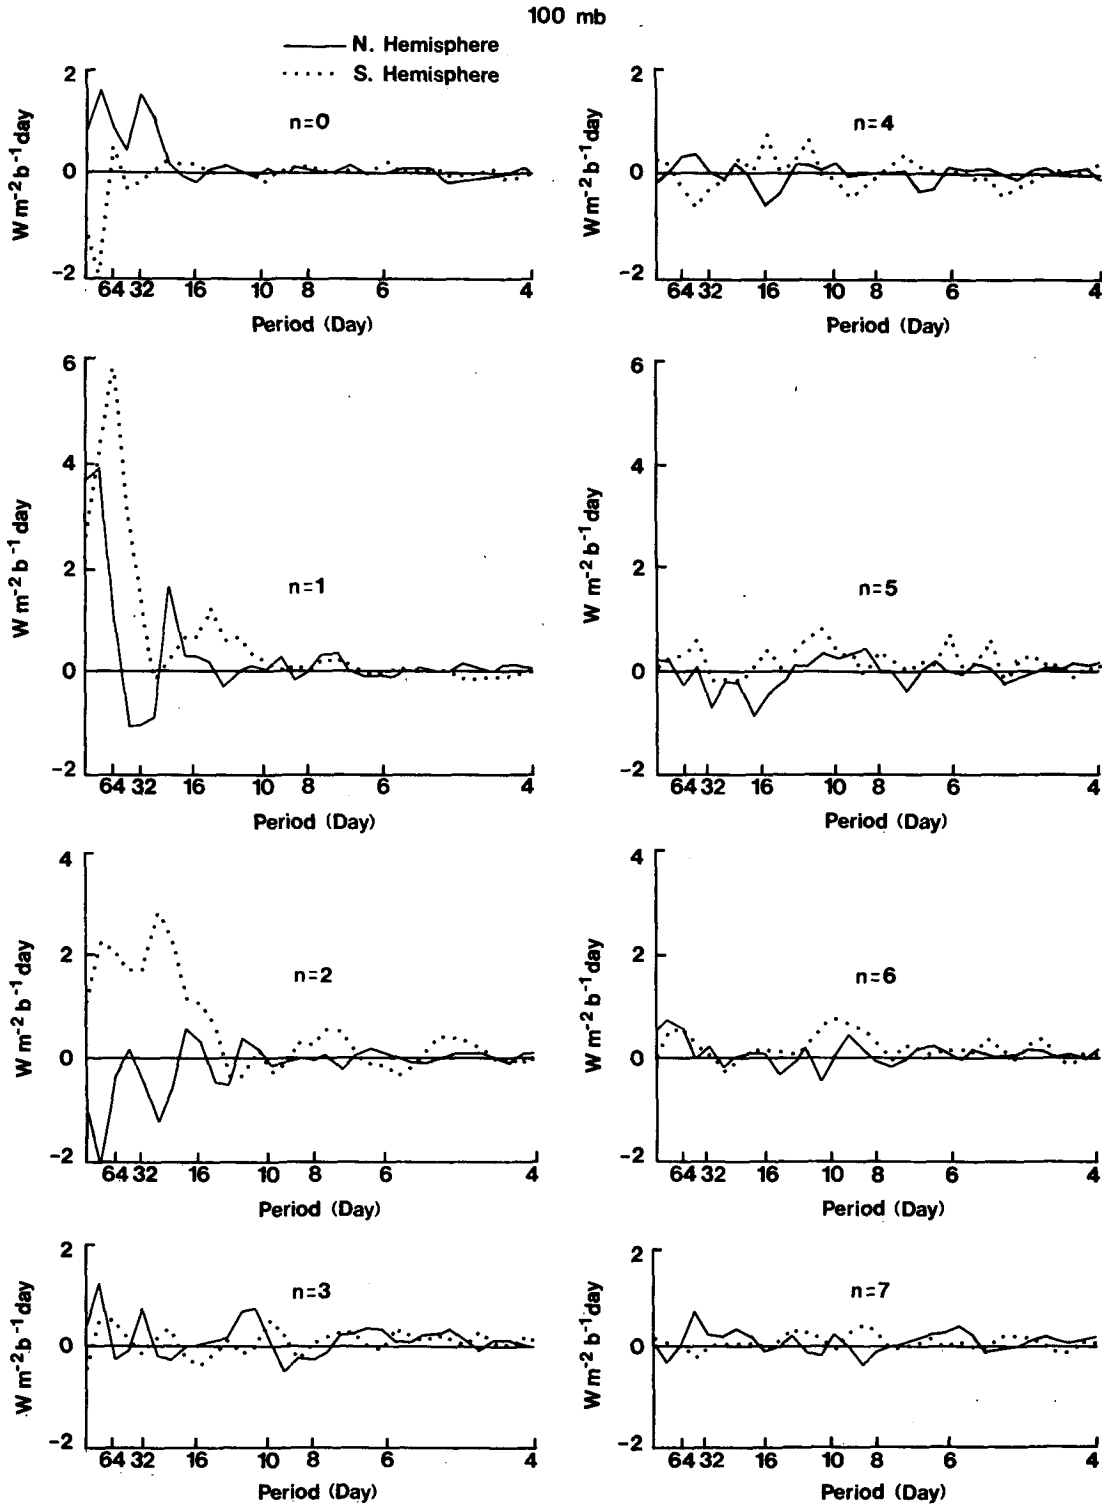 100 mb
N. Hemisphere
S. Hemisphere
W m-2 b-1 day
2
0
-2
n=0
64 32 16 10 8 6 4
Period (Day)
W m-2 b-1 day
2
0
-2
n=4
64 32 16 10 8 6 4
Period (Day)
W m-2 b-1 day
6
4
2
0
-2
n=1
64 32 16 10 8 6 4
Period (Day)
W m-2 b-1 day
6
4
2
0
-2
n=5
64 32 16 10 8 6 4
Period (Day)
W m-2 b-1 day
4
2
0
-2
n=2
64 32 16 10 8 6 4
Period (Day)
W m-2 b-1 day
4
2
0
-2
n=6
64 32 16 10 8 6 4
Period (Day)
W m-2 b-1 day
2
0
-2
n=3
64 32 16 10 8 6 4
Period (Day)
W m-2 b-1 day
2
0
-2
n=7
64 32 16 10 8 6 4
Period (Day)